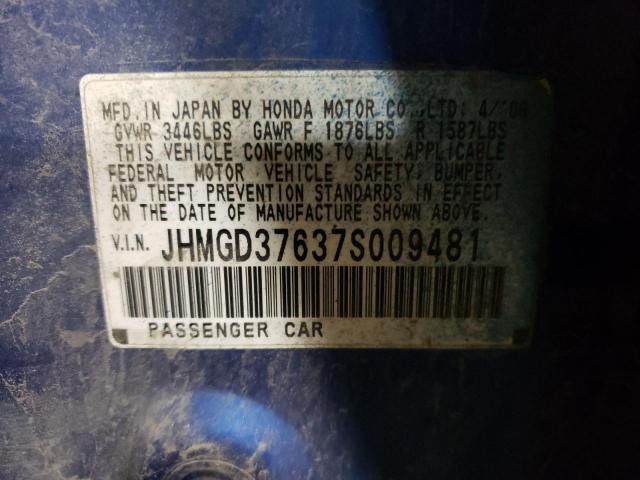 MFD. IN JAPAN BY HONDA MOTOR CO., LTD: 4/
GVWR 3446LBS GAWR F 1876LBS R 1587LBS
THIS VEHICLE CONFORMS TO ALL APPLICABLE
FEDERAL MOTOR VEHICLE SAFETY, BUMPER,
AND THEFT PREVENTION STANDARDS IN EFFECT
ON THE DATE OF MANUFACTURE SHOWN ABOVE.
V.I.N. JHMGD37637S009481
PASSENGER CAR